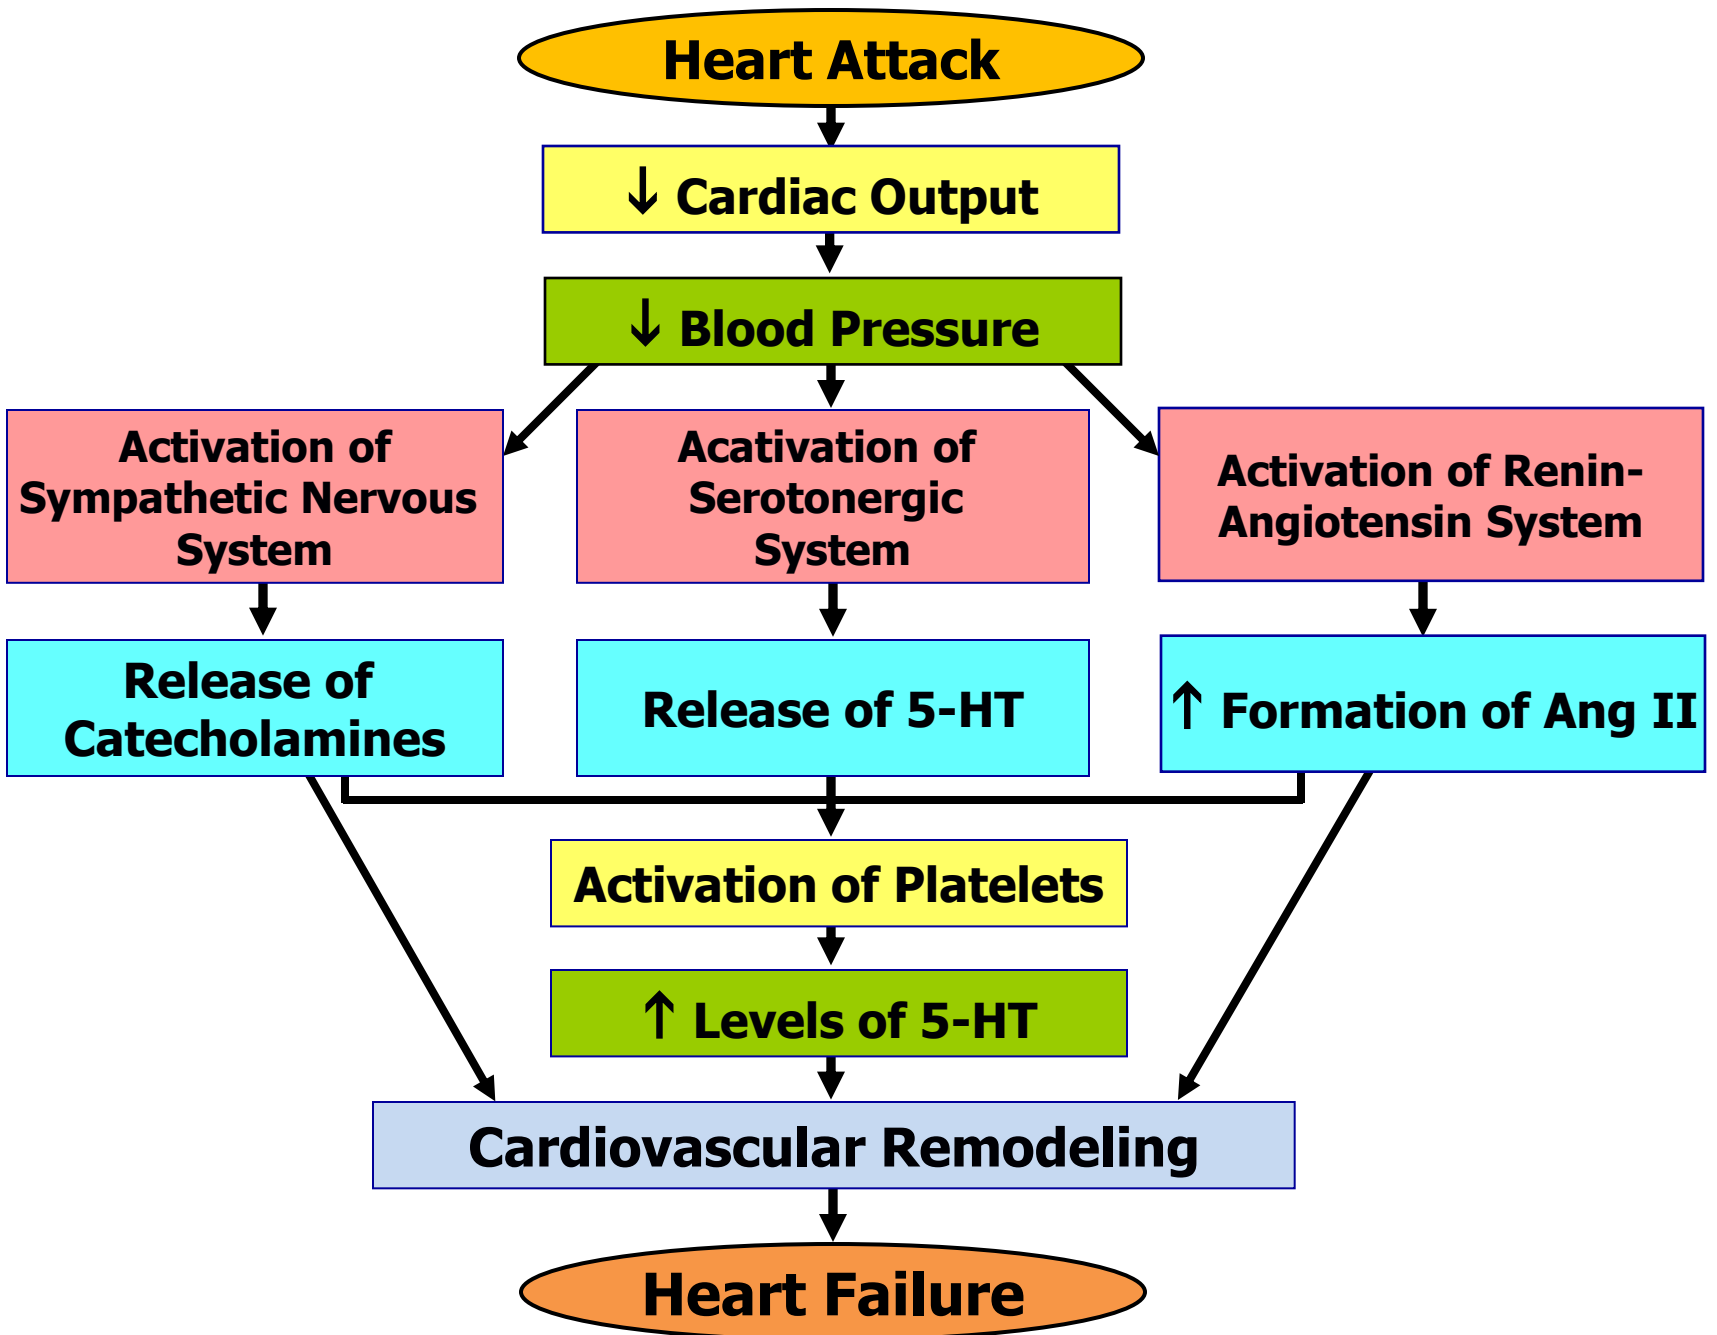 Heart Attack
↓ Cardiac Output
↓ Blood Pressure
Activation of
Sympathetic Nervous
System
Acativation of
Serotonergic
System
Activation of Renin-
Angiotensin System
Release of
Catecholamines
Release of 5-HT
↑ Formation of Ang II
Activation of Platelets
↑ Levels of 5-HT
Cardiovascular Remodeling
Heart Failure